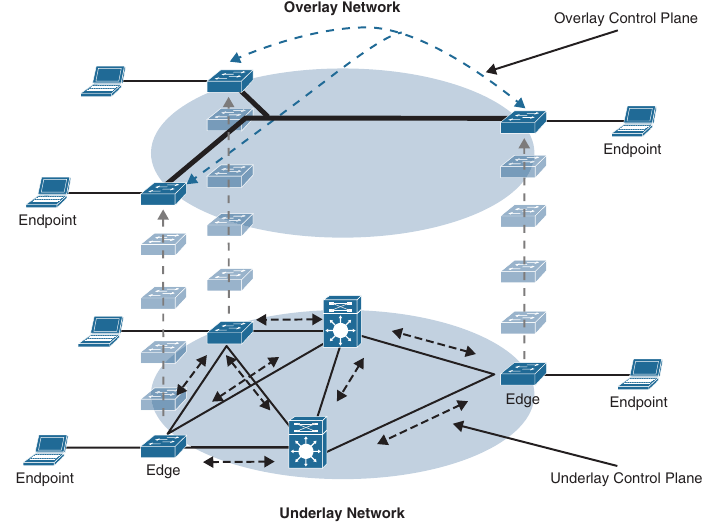 Overlay Network
Overlay Control Plane
Endpoint
Endpoint
Edge
Endpoint
Edge
Endpoint
Underlay Control Plane
Underlay Network